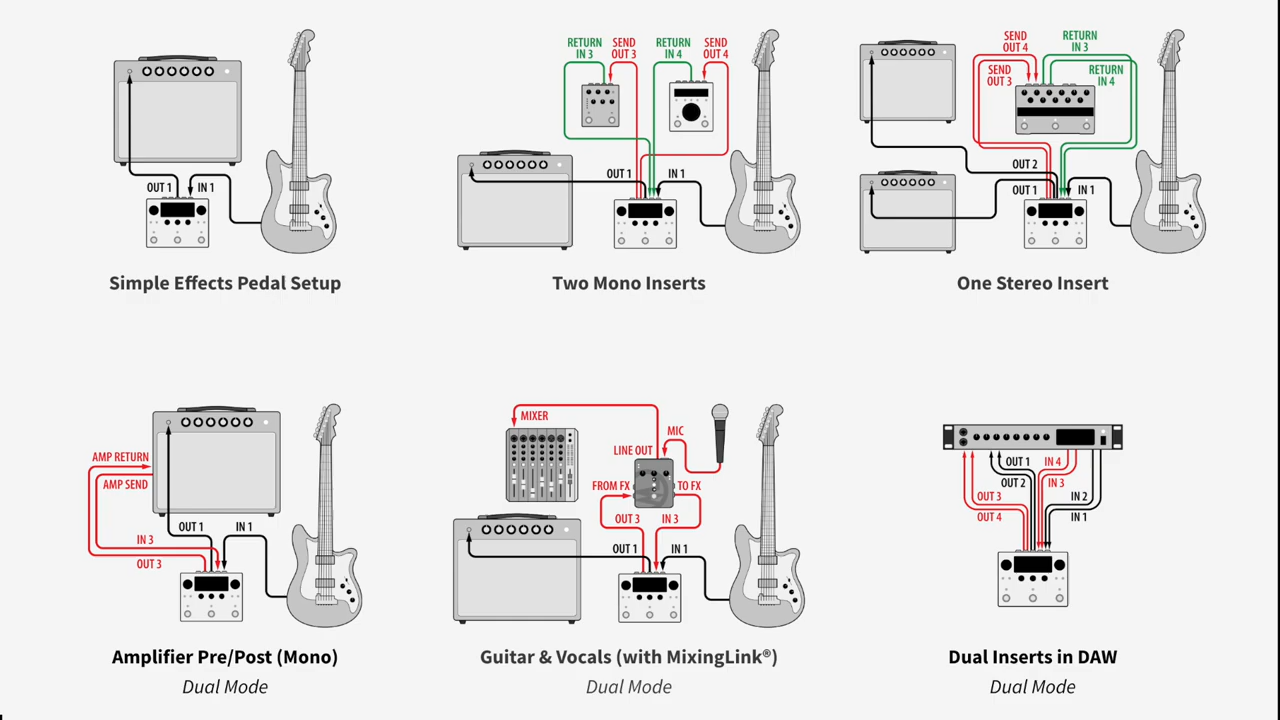 OUT 1
IN 1
Simple Effects Pedal Setup
RETURN
IN 3
SEND
OUT 3
RETURN
IN 4
SEND
OUT 4
OUT 1
IN 1
Two Mono Inserts
SEND
OUT 4
RETURN
IN 3
SEND
OUT 3
RETURN
IN 4
OUT 2
OUT 1
IN 1
One Stereo Insert
AMP RETURN
AMP SEND
OUT 1
IN 1
IN 3
OUT 3
Amplifier Pre/Post (Mono)
Dual Mode
MIXER
MIC
LINE OUT
FROM FX
TO FX
OUT 3
IN 3
OUT 1
IN 1
Guitar & Vocals (with MixingLink®)
Dual Mode
OUT 1
IN 4
OUT 2
IN 3
OUT 3
IN 2
OUT 4
IN 1
Dual Inserts in DAW
Dual Mode